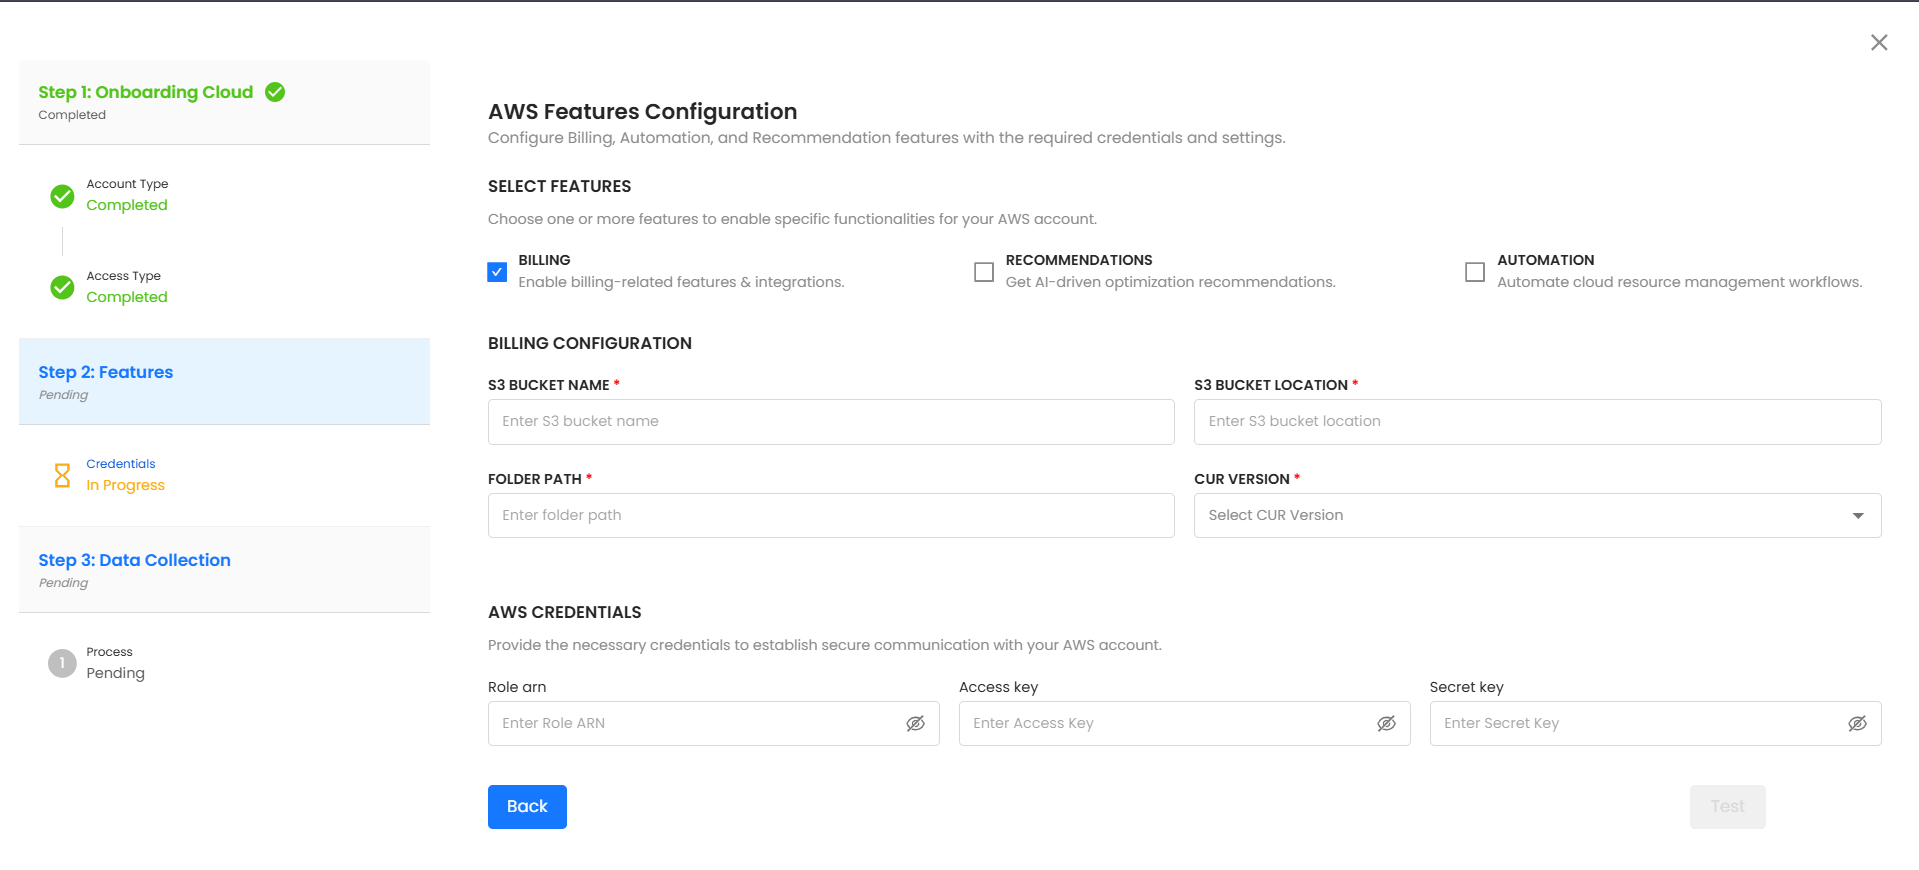 Step 1: Onboarding Cloud
Completed
Account Type
Completed
Access Type
Completed
Step 2: Features
Pending
Credentials
In Progress
Step 3: Data Collection
Pending
1
Process
Pending
AWS Features Configuration
Configure Billing, Automation, and Recommendation features with the required credentials and settings.
SELECT FEATURES
Choose one or more features to enable specific functionalities for your AWS account.
BILLING
Enable billing-related features & integrations.
RECOMMENDATIONS
Get AI-driven optimization recommendations.
AUTOMATION
Automate cloud resource management workflows.
BILLING CONFIGURATION
S3 BUCKET NAME *
Enter S3 bucket name
S3 BUCKET LOCATION *
Enter S3 bucket location
FOLDER PATH *
Enter folder path
CUR VERSION *
Select CUR Version
AWS CREDENTIALS
Provide the necessary credentials to establish secure communication with your AWS account.
Role arn
Enter Role ARN
Access key
Enter Access Key
Secret key
Enter Secret Key
Back
Test